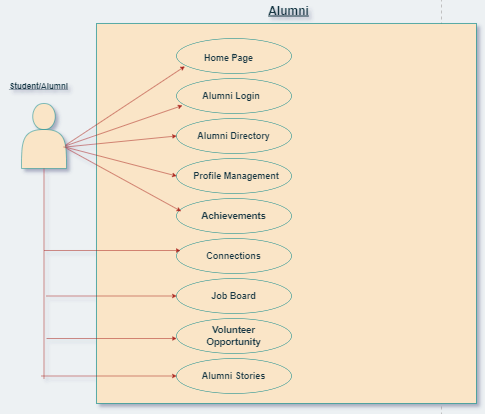 Alumni
Student/Alumni
Home Page
Alumni Login
Alumni Directory
Profile Management
Achievements
Connections
Job Board
Volunteer
Opportunity
Alumni Stories